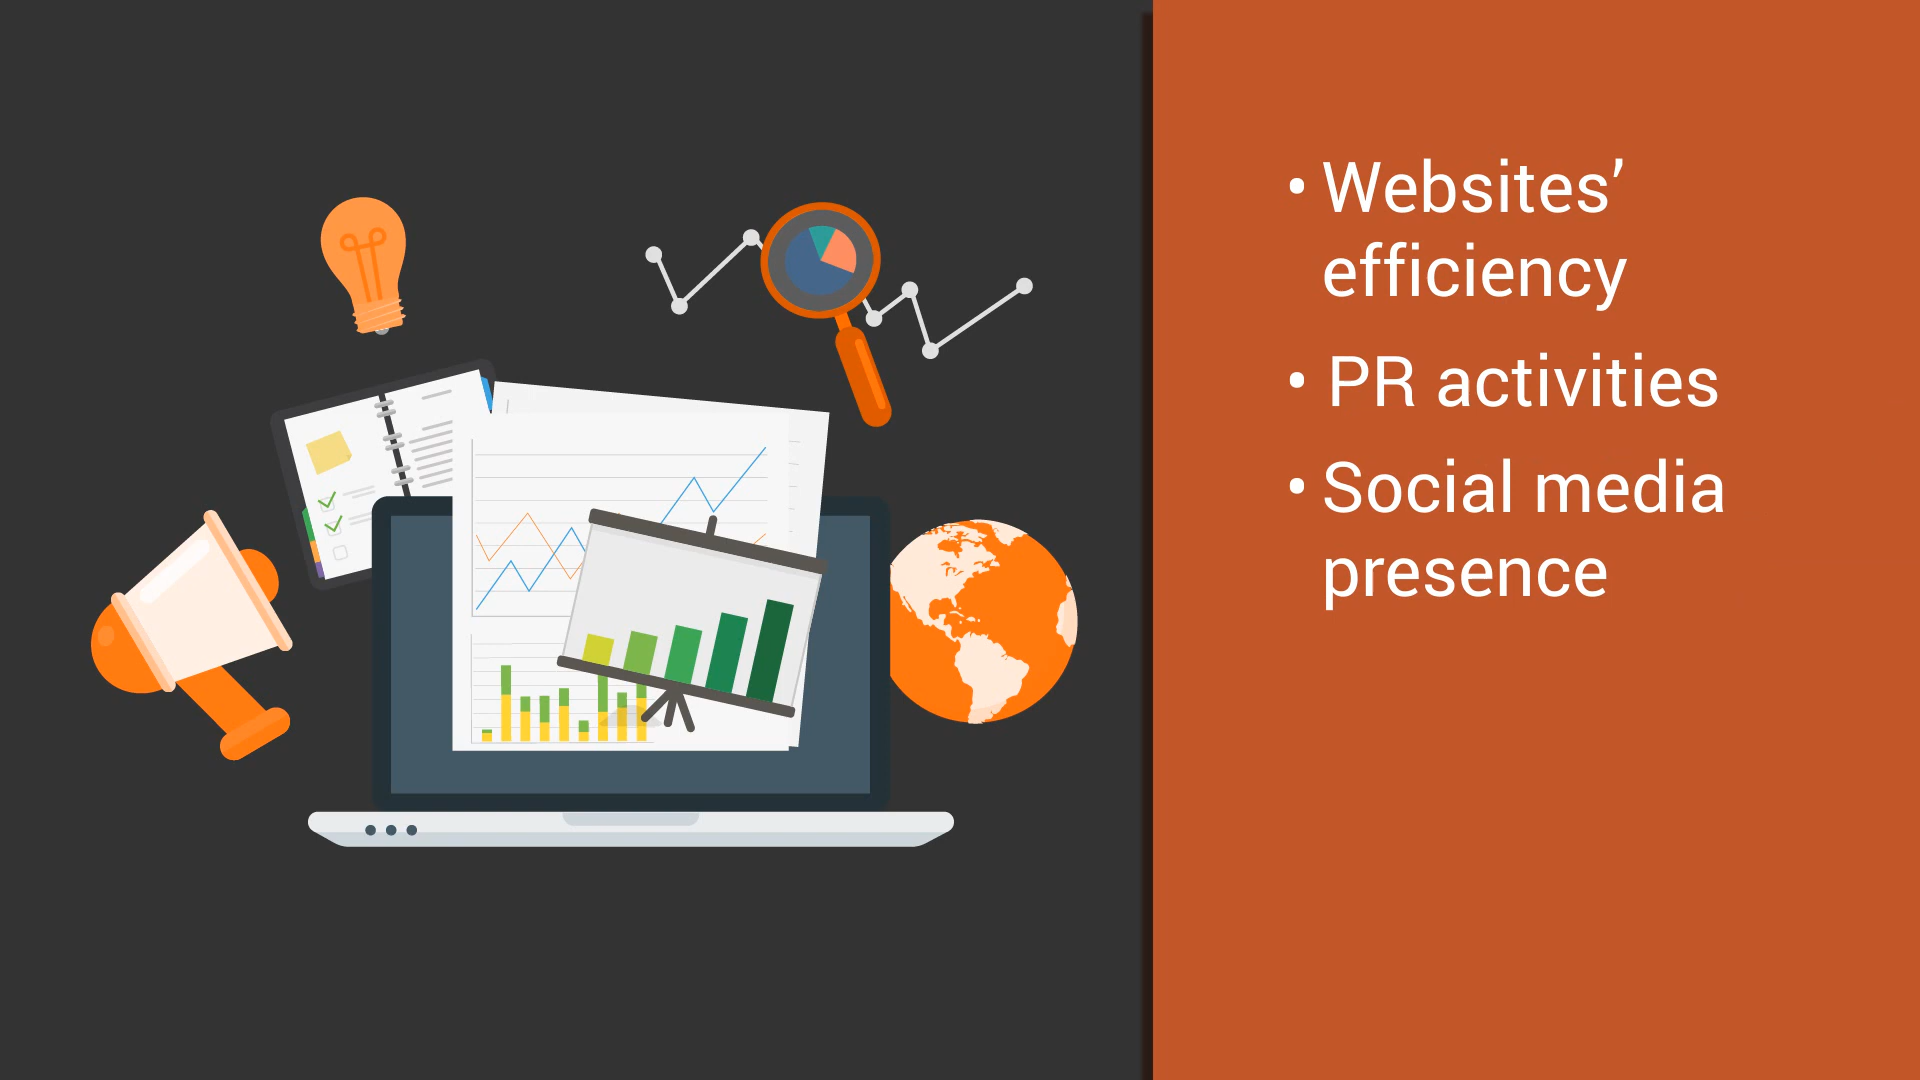 • Websites’
efficiency
• PR activities
• Social media
presence